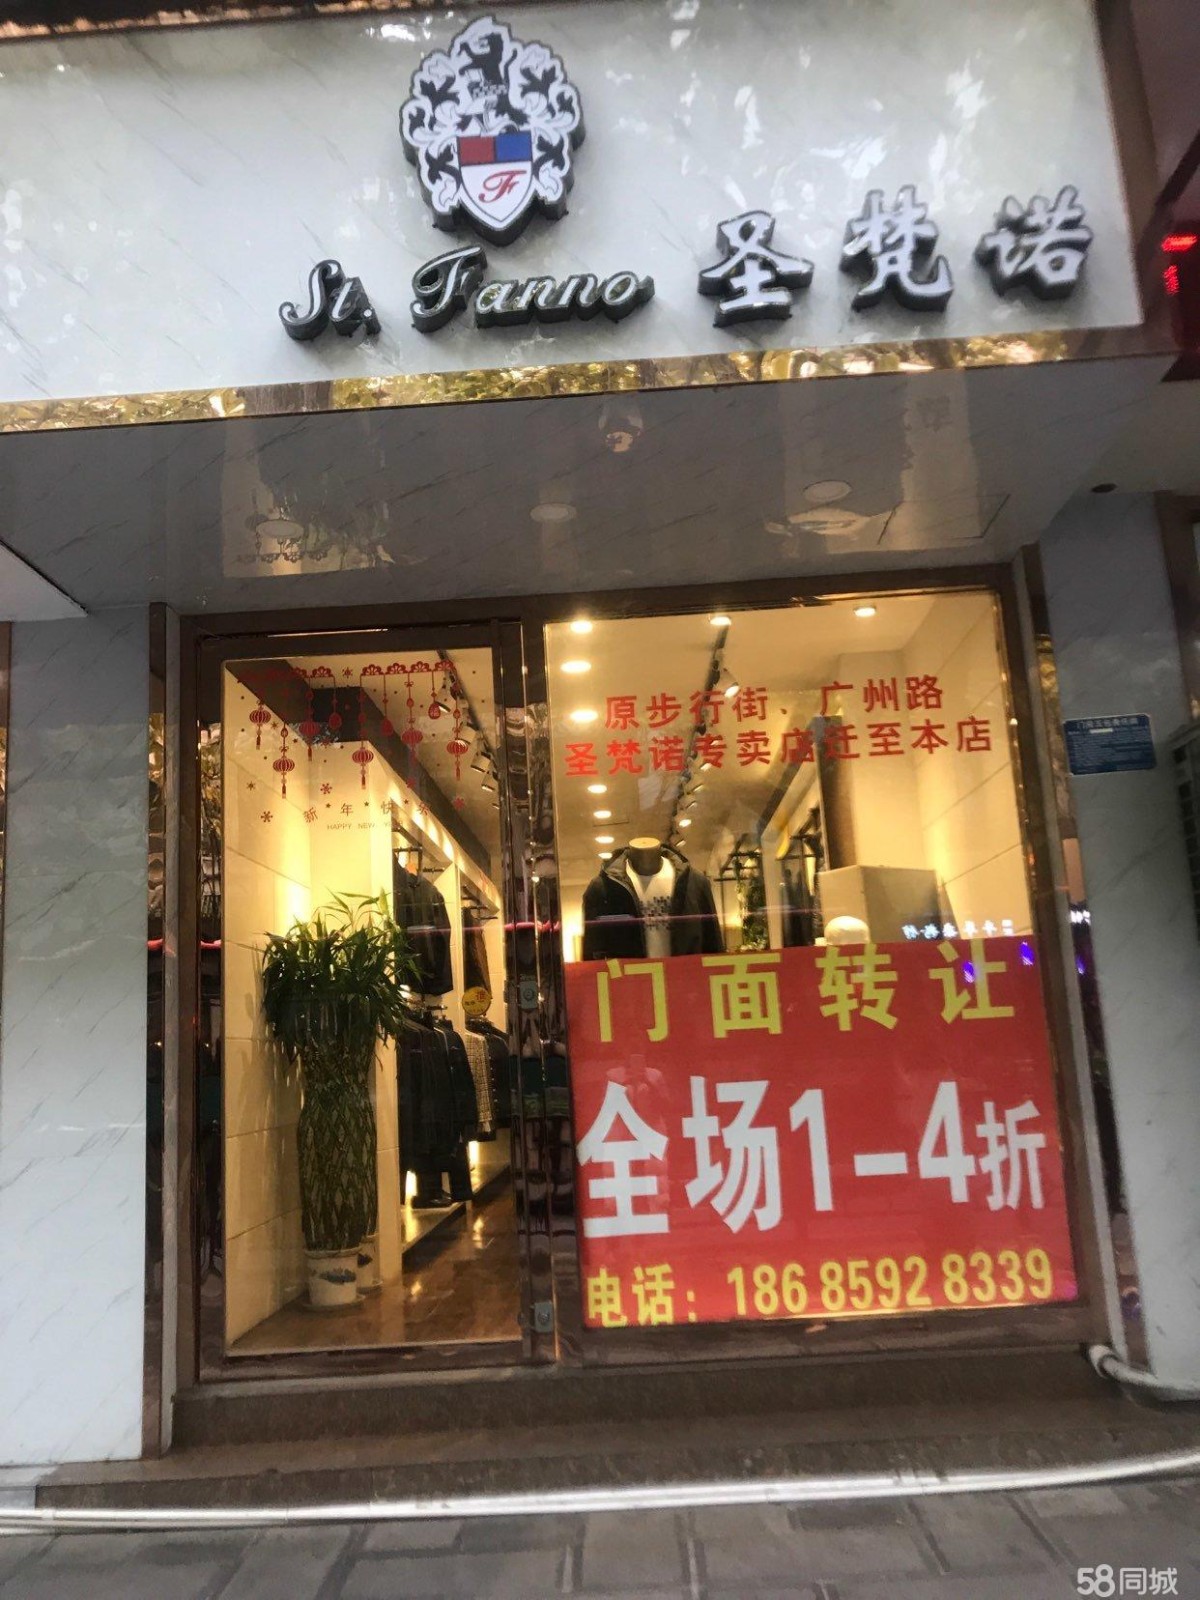 F
St. Fanno 圣梵诺
原步行街、广州路
圣梵诺专卖店迁至本店
新年快乐
HAPPY NEW
门面转让
全场1-4折
电话：186 8592 8339
58同城